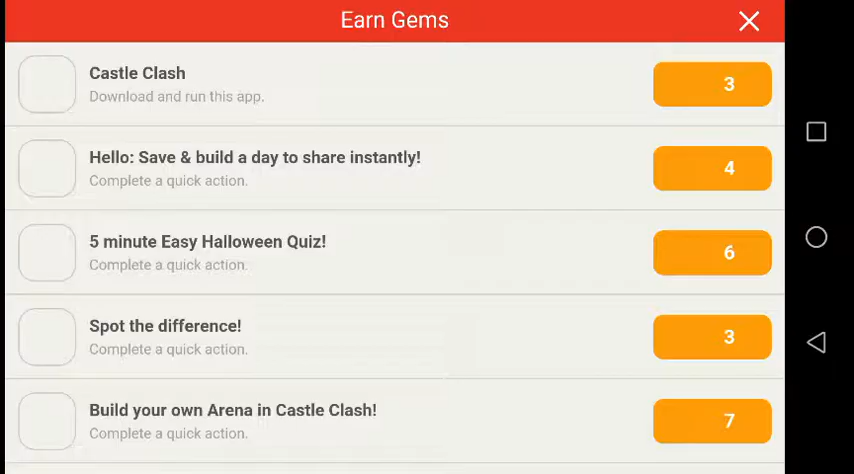 Earn Gems
Castle Clash
Download and run this app.
3
Hello: Save & build a day to share instantly!
Complete a quick action.
4
5 minute Easy Halloween Quiz!
Complete a quick action.
6
Spot the difference!
Complete a quick action.
3
Build your own Arena in Castle Clash!
Complete a quick action.
7